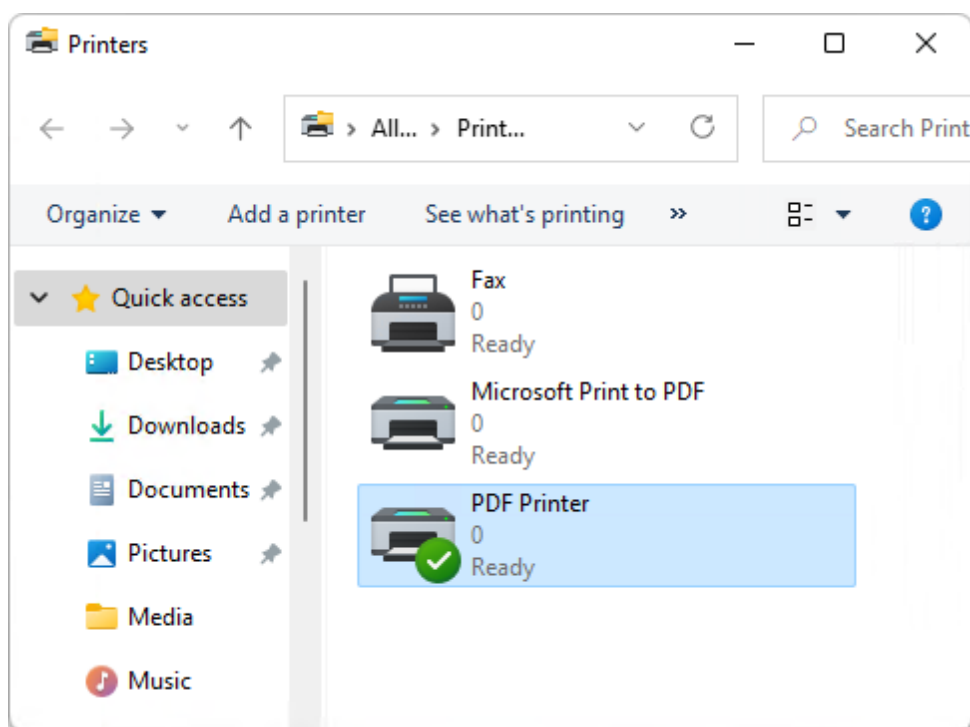 Printers
All... > Print...
Search Print
Organize Add a printer See what's printing » ?
Quick access
Desktop
Downloads
Documents
Pictures
Media
Music
Fax
0
Ready
Microsoft Print to PDF
0
Ready
PDF Printer
0
Ready